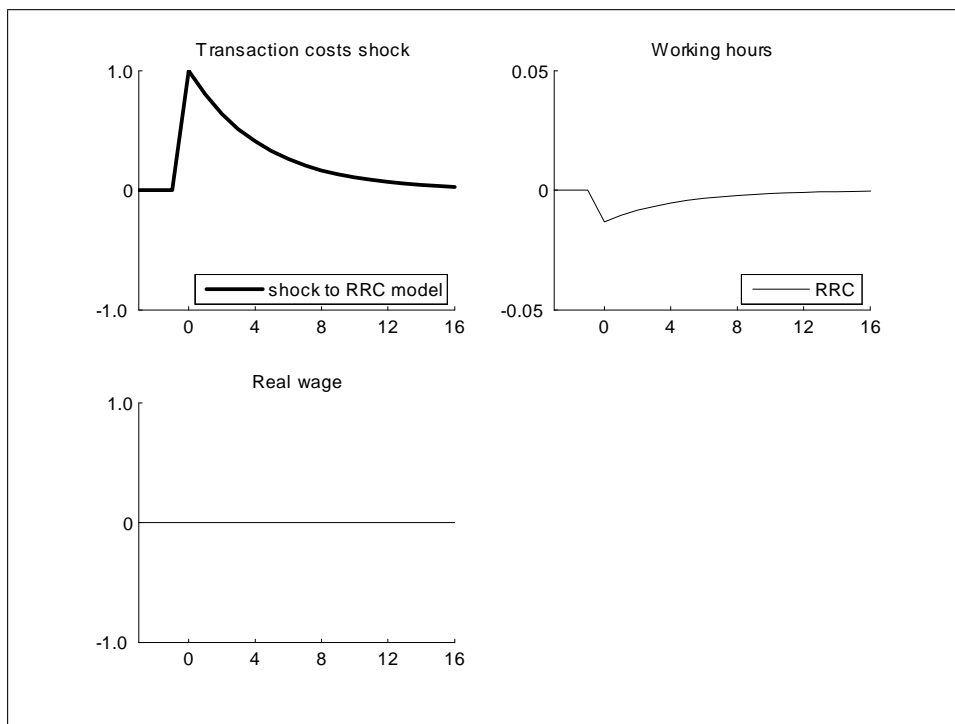 Transaction costs shock
1.0
0
-1.0
0 4 8 12 16
shock to RRC model
Working hours
0.05
0
-0.05
0 4 8 12 16
RRC
Real wage
1.0
0
-1.0
0 4 8 12 16